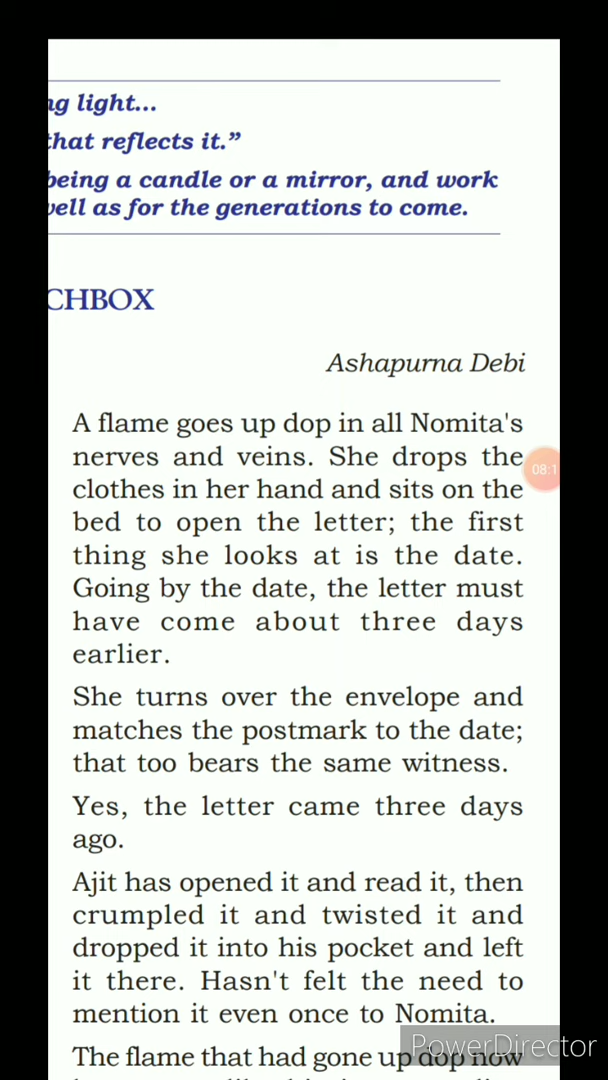 ng light...
that reflects it.”
being a candle or a mirror, and work
well as for the generations to come.
CHBOX
Ashapurna Debi
A flame goes up dop in all Nomita's
nerves and veins. She drops the
clothes in her hand and sits on the
bed to open the letter; the first
thing she looks at is the date.
Going by the date, the letter must
have come about three days
earlier.
She turns over the envelope and
matches the postmark to the date;
that too bears the same witness.
Yes, the letter came three days
ago.
Ajit has opened it and read it, then
crumpled it and twisted it and
dropped it into his pocket and left
it there. Hasn't felt the need to
mention it even once to Nomita.
The flame that had gone up dop now
08:1
PowerDirector